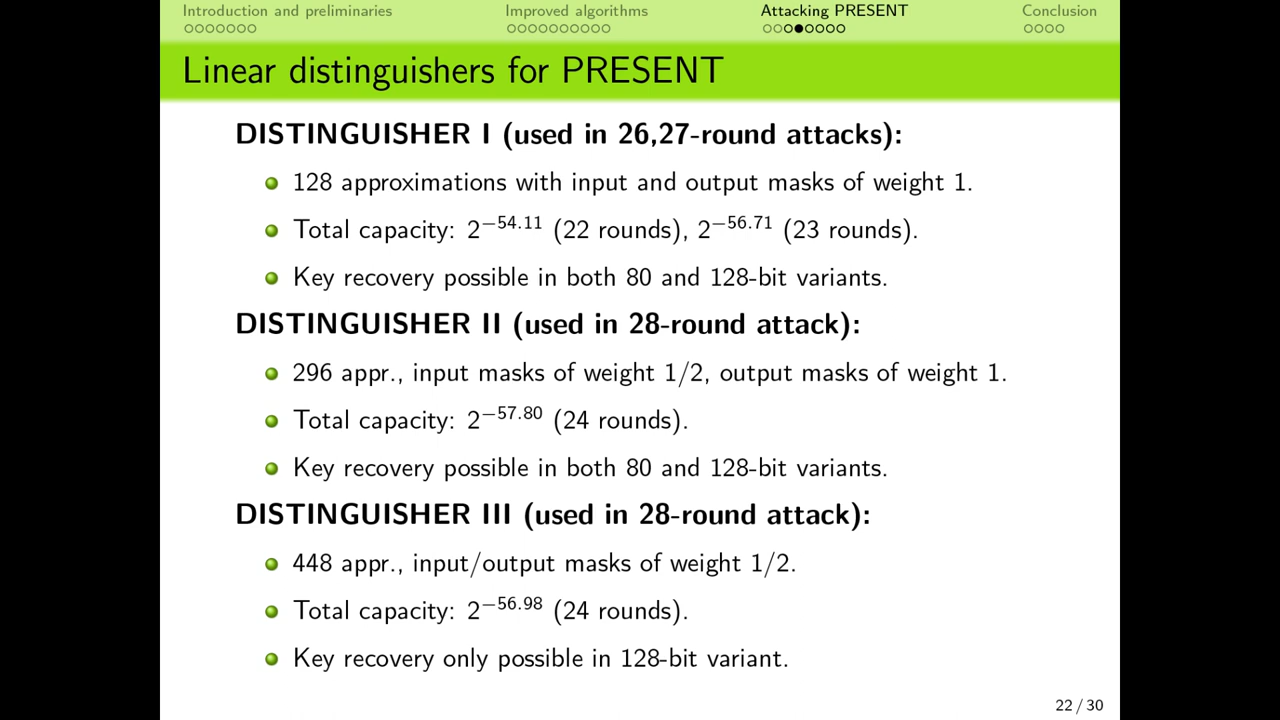 Introduction and preliminaries Improved algorithms Attacking PRESENT Conclusion
Linear distinguishers for PRESENT
DISTINGUISHER I (used in 26,27-round attacks):
128 approximations with input and output masks of weight 1.
Total capacity: 2^{−54.11} (22 rounds), 2^{−56.71} (23 rounds).
Key recovery possible in both 80 and 128-bit variants.
DISTINGUISHER II (used in 28-round attack):
296 appr., input masks of weight 1/2, output masks of weight 1.
Total capacity: 2^{−57.80} (24 rounds).
Key recovery possible in both 80 and 128-bit variants.
DISTINGUISHER III (used in 28-round attack):
448 appr., input/output masks of weight 1/2.
Total capacity: 2^{−56.98} (24 rounds).
Key recovery only possible in 128-bit variant.
22 / 30